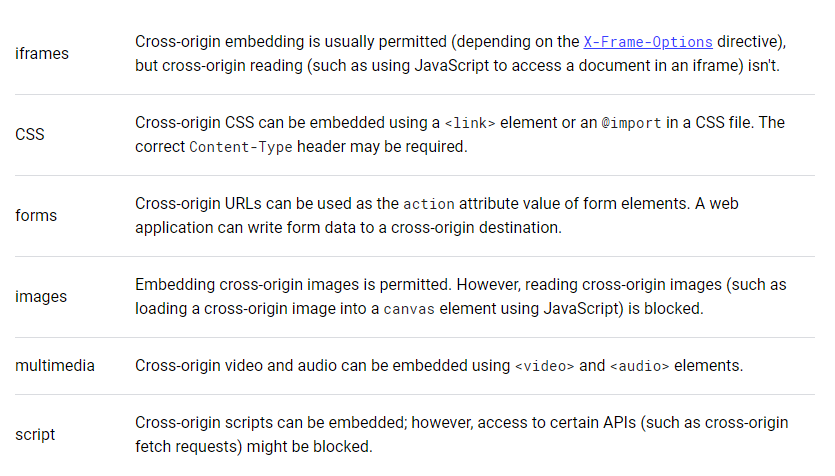 iframes
Cross-origin embedding is usually permitted (depending on the X-Frame-Options directive),
but cross-origin reading (such as using JavaScript to access a document in an iframe) isn't.
CSS
Cross-origin CSS can be embedded using a <link> element or an @import in a CSS file. The
correct Content-Type header may be required.
forms
Cross-origin URLs can be used as the action attribute value of form elements. A web
application can write form data to a cross-origin destination.
images
Embedding cross-origin images is permitted. However, reading cross-origin images (such as
loading a cross-origin image into a canvas element using JavaScript) is blocked.
multimedia
Cross-origin video and audio can be embedded using <video> and <audio> elements.
script
Cross-origin scripts can be embedded; however, access to certain APIs (such as cross-origin
fetch requests) might be blocked.